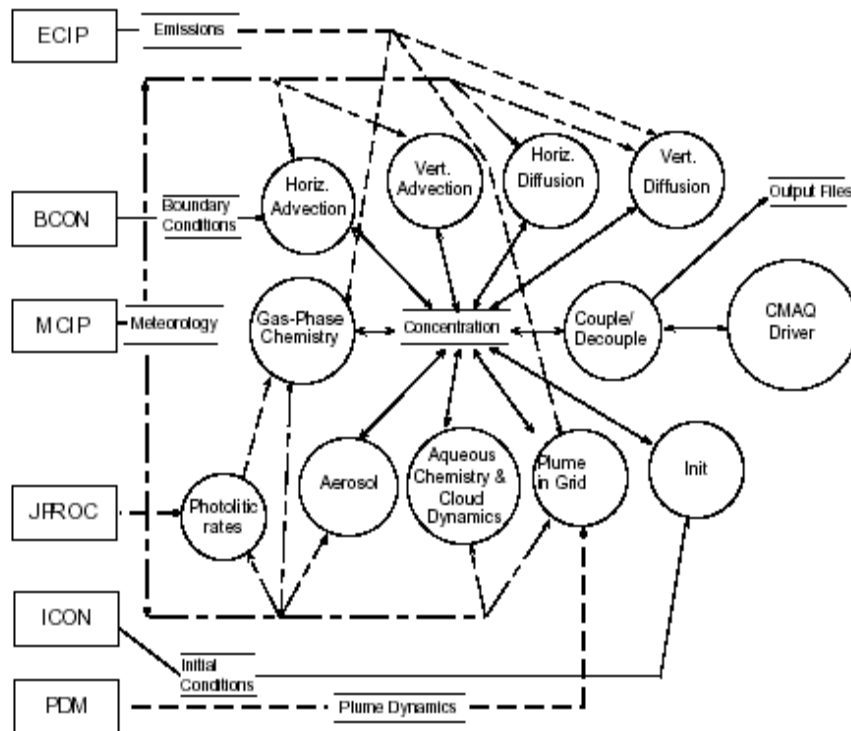 ECIP
Emissions
Horiz.
Advection
Vert.
Advection
Horiz.
Diffusion
Vert.
Diffusion
Output Files
BCON
Boundary
Conditions
MCIP
Meteorology
Gas-Phase
Chemistry
Concentration
Couple/
Decouple
CMAQ
Driver
JPROC
Photolitic
rates
Aerosol
Aqueous
Chemistry &
Cloud
Dynamics
Plume
in Grid
Init
ICON
Initial
Conditions
PDM
Plume Dynamics